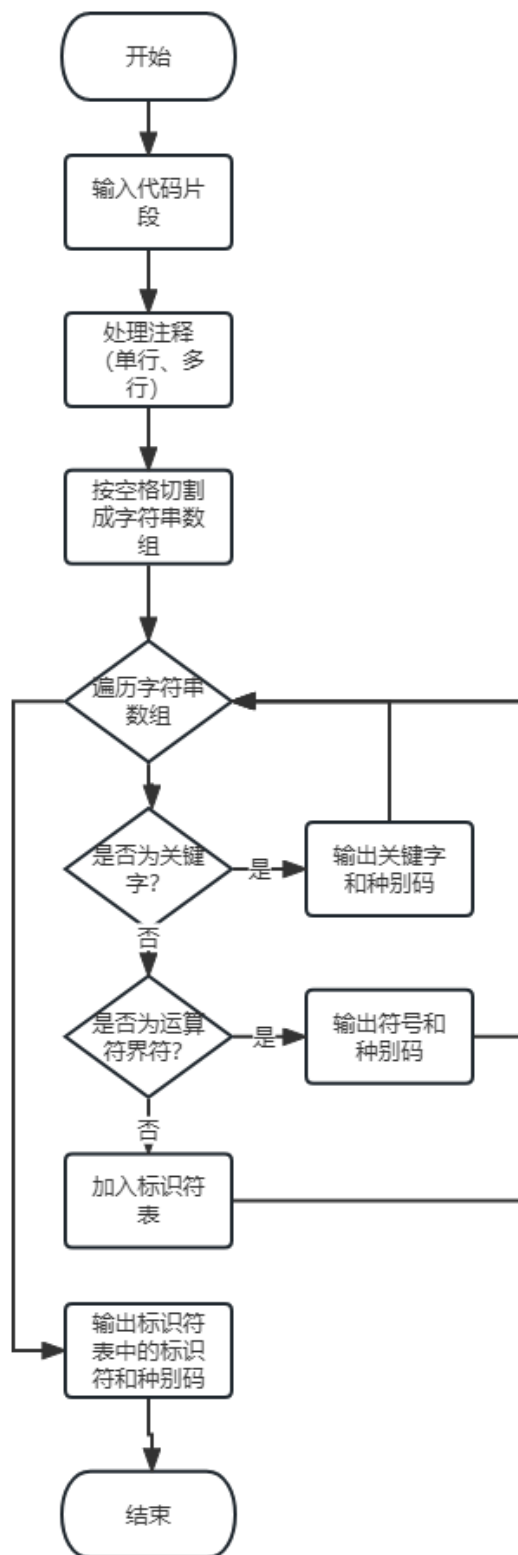 开始
输入代码片
段
处理注释
（单行、多
行）
按空格切割
成字符串数
组
遍历字符串
数组
是否为关键
字？
是
输出关键字
和种别码
否
是否为运算
符界符？
是
输出符号和
种别码
否
加入标识符
表
输出标识符
表中的标识
符和种别码
结束